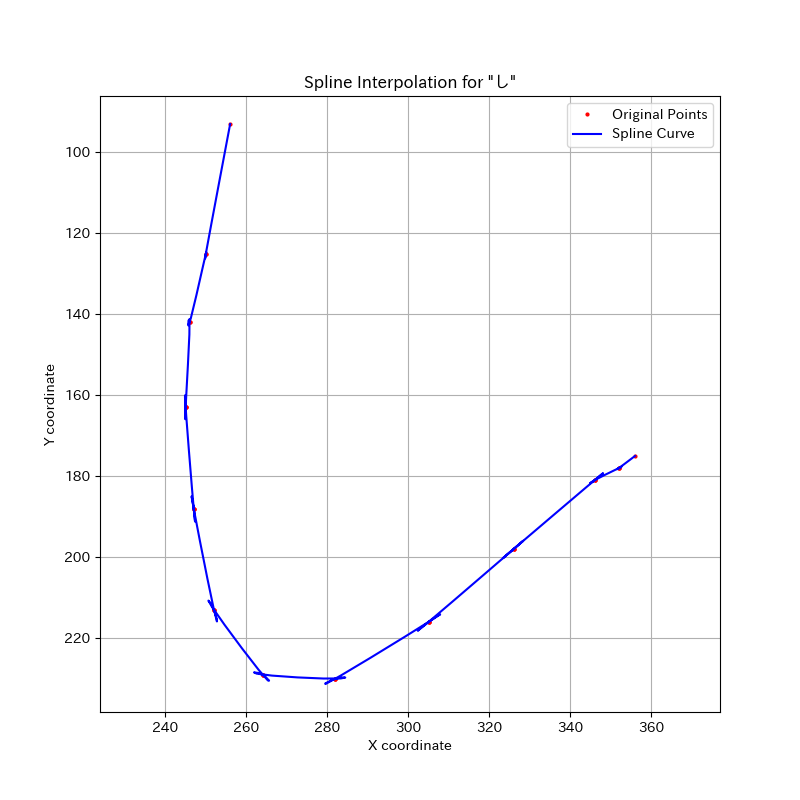 Spline Interpolation for "し"
Original Points
Spline Curve
100
120
140
160
180
200
220
Y coordinate
240 260 280 300 320 340 360
X coordinate